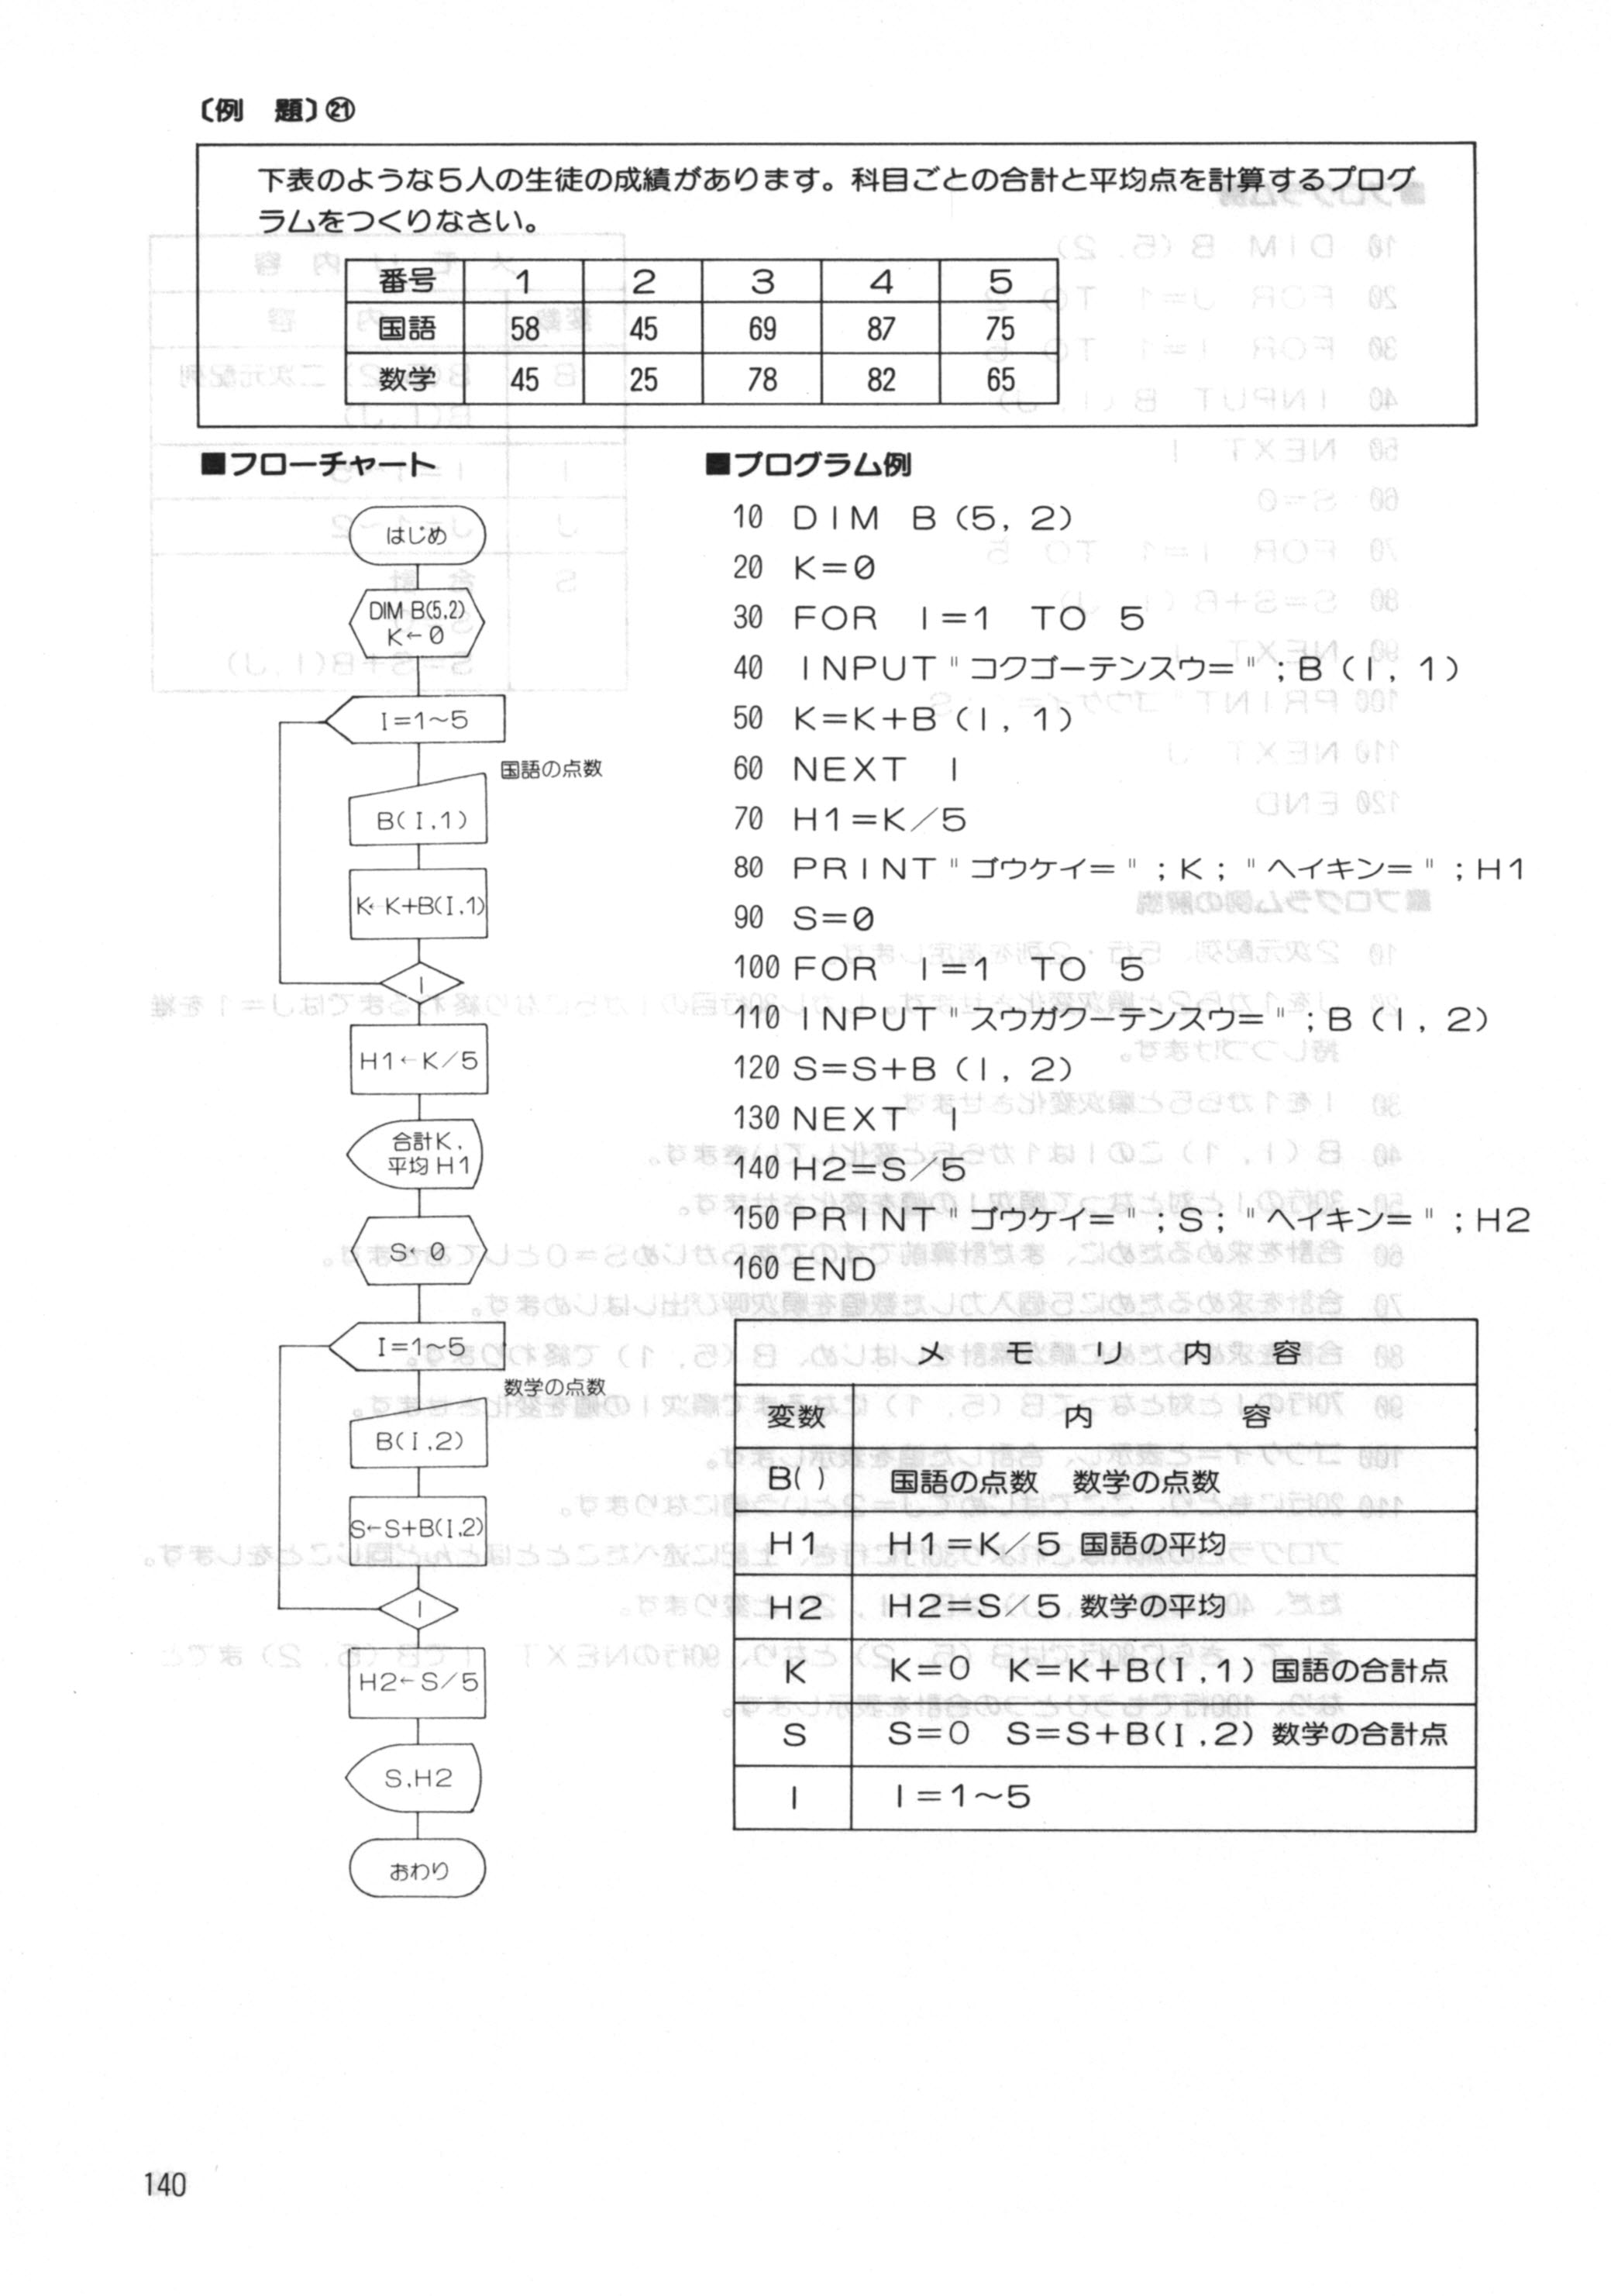 〔例　題〕㉑
下表のような5人の生徒の成績があります。科目ごとの合計と平均点を計算するプログ
ラムをつくりなさい。
番号 1 2 3 4 5
国語 58 45 69 87 75
数学 45 25 78 82 65
■フローチャート
はじめ
DIM B(5,2)
K←0
I=1～5
国語の点数
B(I,1)
K←K+B(I,1)
I
H1←K/5
合計K,
平均H1
S←0
I=1～5
数学の点数
B(I,2)
S←S+B(I,2)
I
H2←S/5
S,H2
おわり
■プログラム例
10 DIM B(5, 2)
20 K=0
30 FOR I=1 TO 5
40 INPUT"コクゴーテンスウ=";B(I, 1)
50 K=K+B(I, 1)
60 NEXT I
70 H1=K/5
80 PRINT"ゴウケイ=";K;"ヘイキン=";H1
90 S=0
100 FOR I=1 TO 5
110 INPUT"スウガクーテンスウ=";B(I, 2)
120 S=S+B(I, 2)
130 NEXT I
140 H2=S/5
150 PRINT"ゴウケイ=";S;"ヘイキン=";H2
160 END
メモリ内容
変数 内容
B( ) 国語の点数 数学の点数
H1 H1=K/5 国語の平均
H2 H2=S/5 数学の平均
K K=0 K=K+B(I,1) 国語の合計点
S S=0 S=S+B(I,2) 数学の合計点
I I=1～5
140